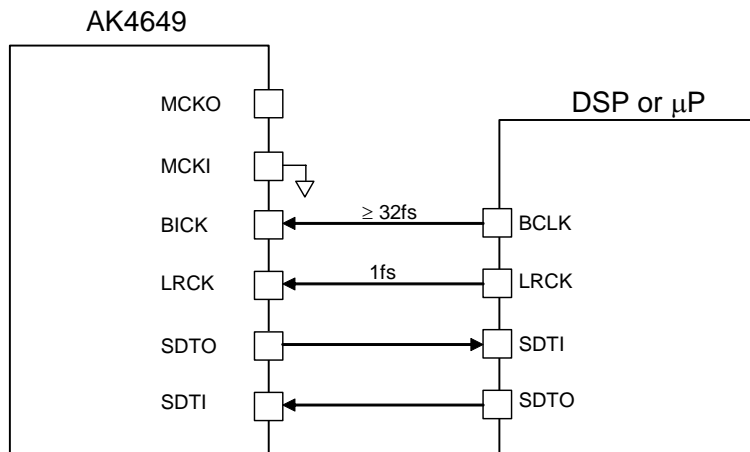 AK4649
DSP or μP
MCKO
MCKI
BICK
≥ 32fs
BCLK
LRCK
1fs
LRCK
SDTO
SDTI
SDTI
SDTO